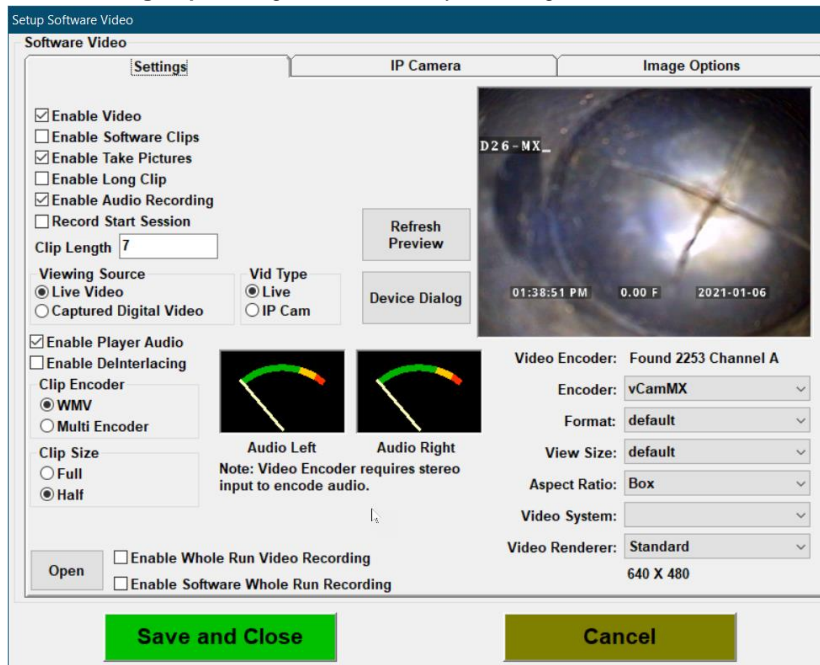 Setup Software Video
Software Video
Settings
IP Camera
Image Options
Enable Video
Enable Software Clips
Enable Take Pictures
Enable Long Clip
Enable Audio Recording
Record Start Session
Clip Length 7
Refresh
Preview
Viewing Source
Live Video
Captured Digital Video
Vid Type
Live
IP Cam
Device Dialog
D26-MX_
01:38:51 PM 0.00 F 2021-01-06
Enable Player Audio
Enable DeInterlacing
Clip Encoder
WMV
Multi Encoder
Clip Size
Full
Half
Audio Left
Audio Right
Note: Video Encoder requires stereo
input to encode audio.
Video Encoder: Found 2253 Channel A
Encoder: vCamMX
Format: default
View Size: default
Aspect Ratio: Box
Video System:
Video Renderer: Standard
640 X 480
Open
Enable Whole Run Video Recording
Enable Software Whole Run Recording
Save and Close
Cancel